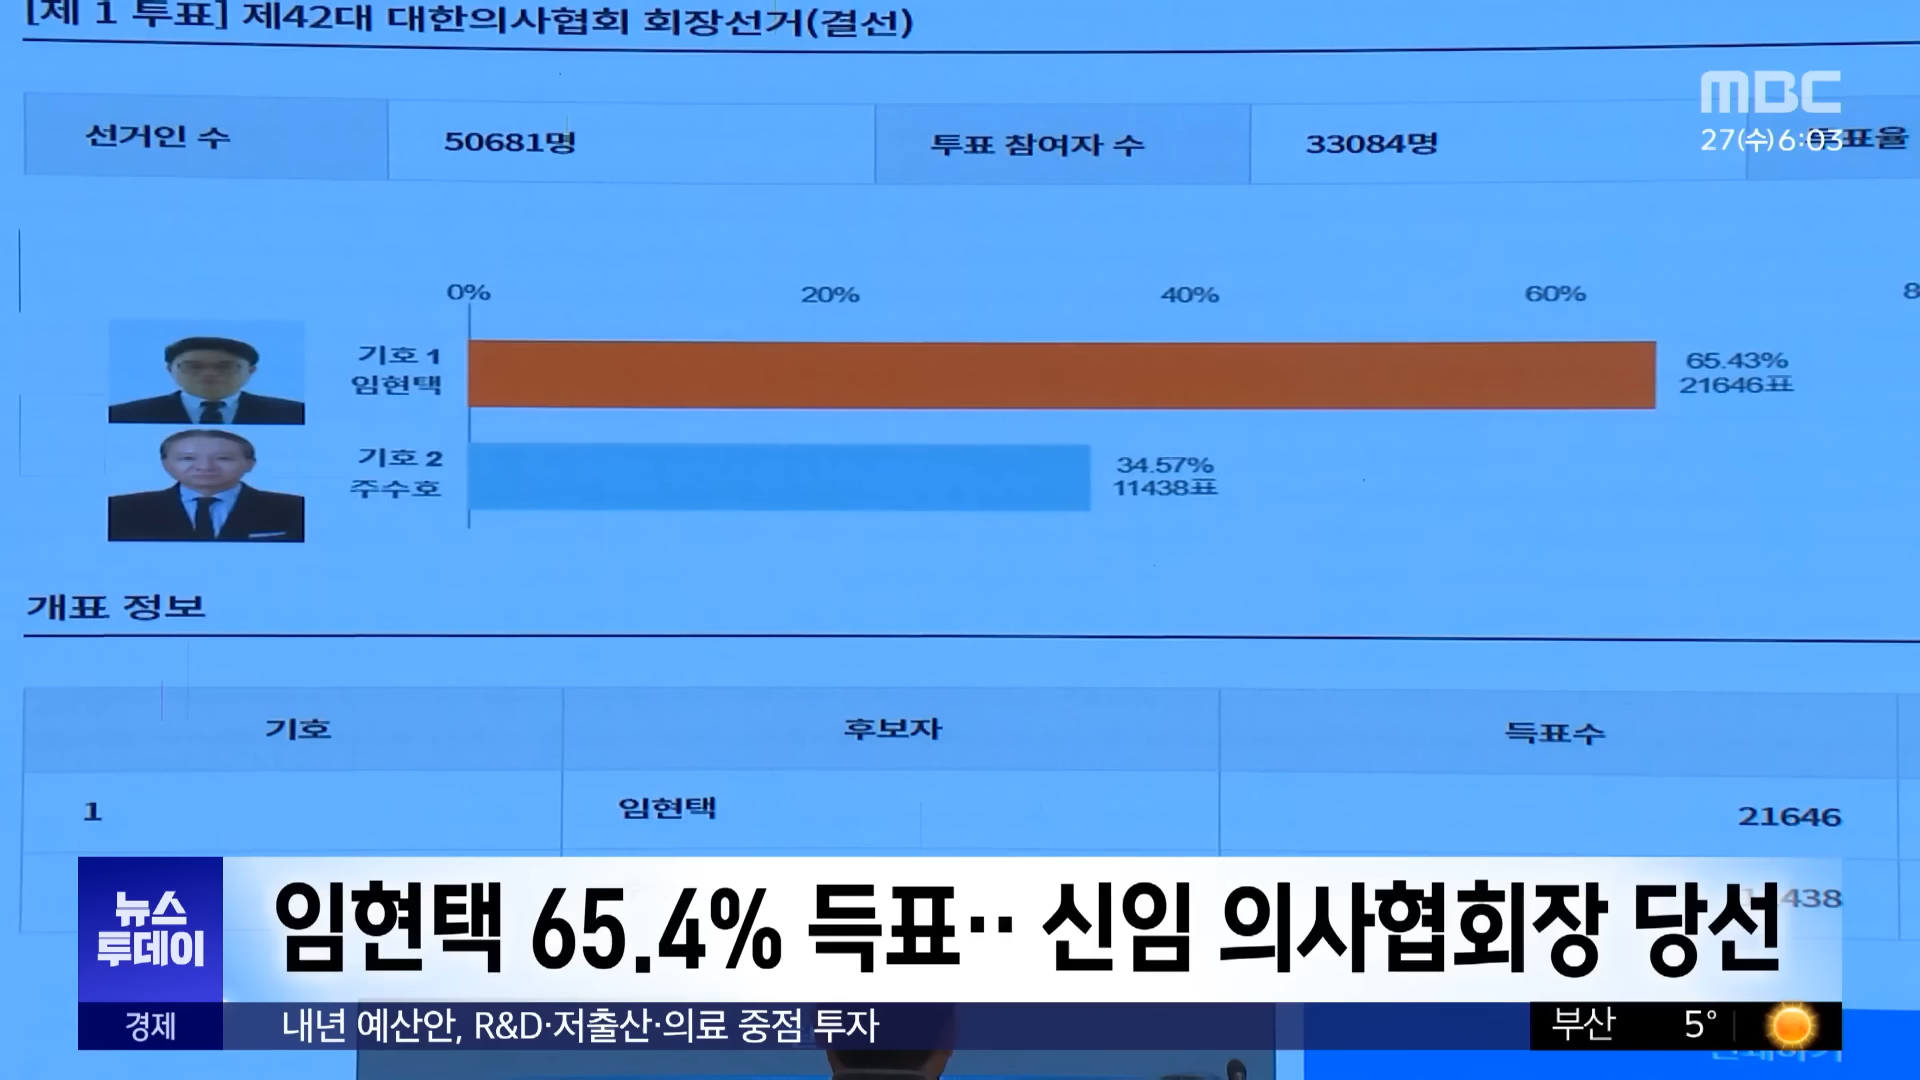 [제 1 투표] 제42대 대한의사협회 회장선거(결선)
MBC
27(수)6:03
선거인 수 50681명 투표 참여자 수 33084명
0% 20% 40% 60%
기호 1
임현택
65.43%
21646표
기호 2
주수호
34.57%
11438표
개표 정보
기호 후보자 득표수
1 임현택 21646
뉴스
투데이
임현택 65.4% 득표‥ 신임 의사협회장 당선
경제 내년 예산안, R&D·저출산·의료 중점 투자
부산 5°